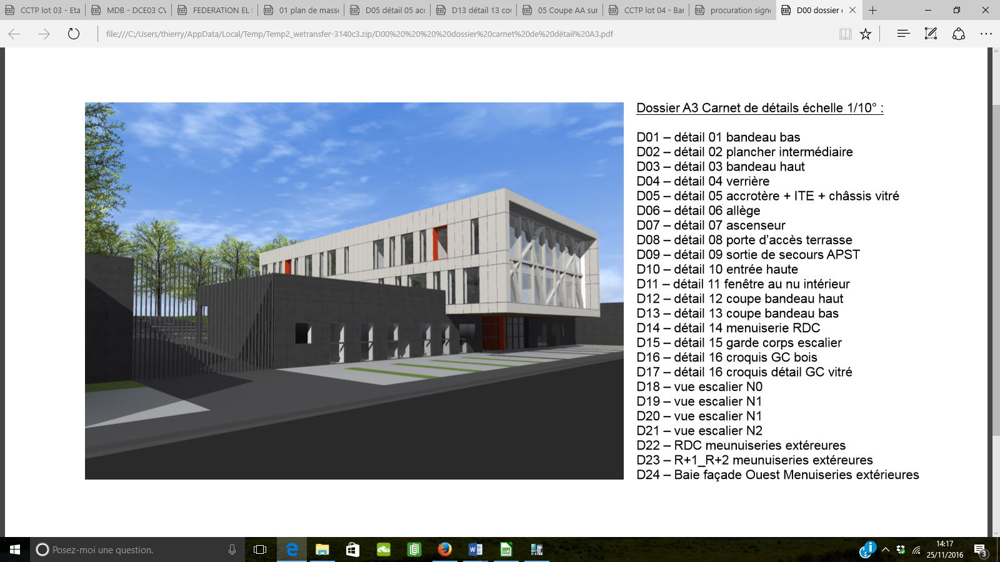 CCTP lot 03 - Eta
MDB - DCE03 CV
FEDERATION EL
01 plan de masse
D05 détail 05 acc
D13 détail 13 cou
05 Coupe AA sur
CCTP lot 04 - Bar
procuration signe
D00 dossier c
file:///C:/Users/thierry/AppData/Local/Temp/Temp2_wetransfer-3140c3.zip/D00%20%20%20%20dossier%20carnet%20de%20détail%20A3.pdf
Dossier A3 Carnet de détails échelle 1/10° :
D01 – détail 01 bandeau bas
D02 – détail 02 plancher intermédiaire
D03 – détail 03 bandeau haut
D04 – détail 04 verrière
D05 – détail 05 accrotère + ITE + châssis vitré
D06 – détail 06 allège
D07 – détail 07 ascenseur
D08 – détail 08 porte d'accès terrasse
D09 – détail 09 sortie de secours APST
D10 – détail 10 entrée haute
D11 – détail 11 fenêtre au nu intérieur
D12 – détail 12 coupe bandeau haut
D13 – détail 13 coupe bandeau bas
D14 – détail 14 menuiserie RDC
D15 – détail 15 garde corps escalier
D16 – détail 16 croquis GC bois
D17 – détail 16 croquis détail GC vitré
D18 – vue escalier N0
D19 – vue escalier N1
D20 – vue escalier N1
D21 – vue escalier N2
D22 – RDC meunuiseries extéreures
D23 – R+1_R+2 meunuiseries extéreures
D24 – Baie façade Ouest Menuiseries extérieures
Posez-moi une question.
14:17
25/11/2016
3